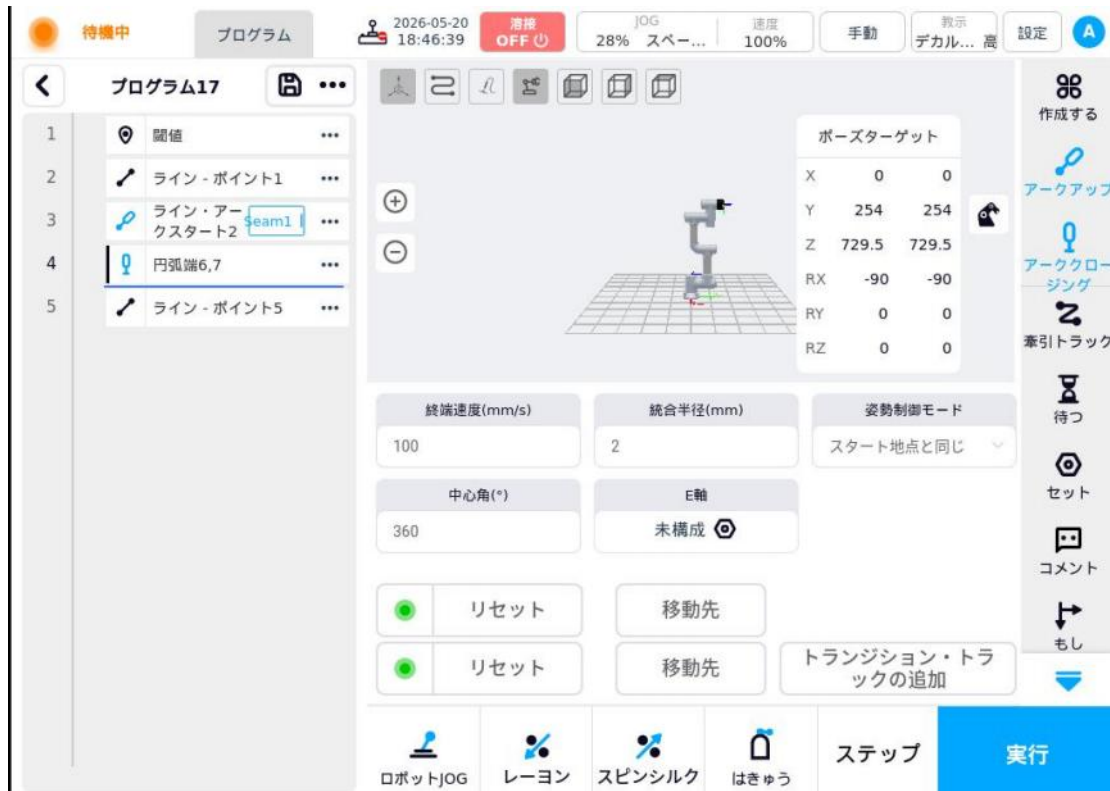 待機中
プログラム
2026-05-20
18:46:39
溶接
OFF
JOG
28% スペー...
速度
100%
手動
教示
デカル... 高
設定
A
プログラム17
•••
1 閾値 •••
2 ライン - ポイント1 •••
3 ライン・アー
クスタート2 Seam1 •••
4 円弧端6,7 •••
5 ライン - ポイント5 •••
ポーズターゲット
X 0 0
Y 254 254
Z 729.5 729.5
RX -90 -90
RY 0 0
RZ 0 0
終端速度(mm/s)
100
統合半径(mm)
2
姿勢制御モード
スタート地点と同じ
中心角(°)
360
E軸
未構成
リセット
移動先
リセット
移動先
トランジション・トラ
ックの追加
ロボットJOG
レーヨン
スピンシルク
はきゅう
ステップ
実行
作成する
アークアップ
アーククロー
ジング
牽引トラック
待つ
セット
コメント
もし